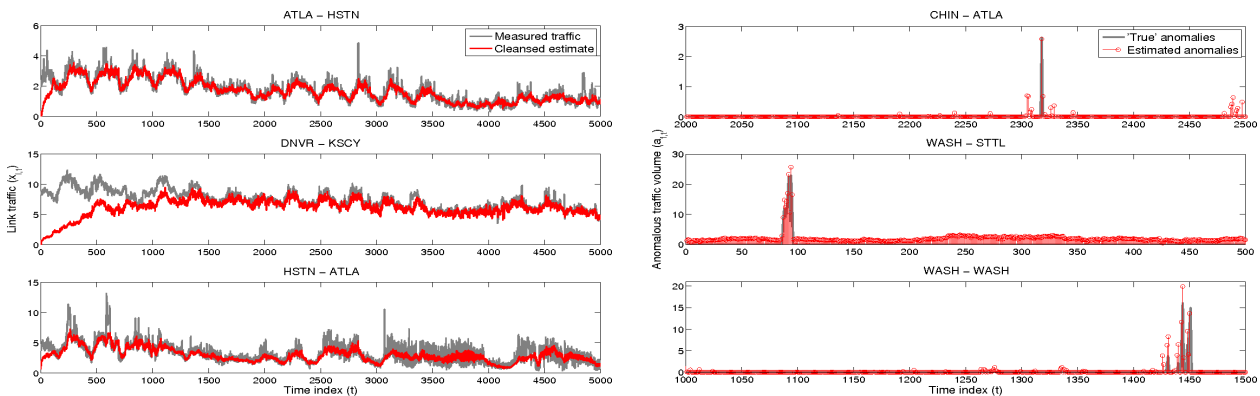 ATLA – HSTN
6
4
2
0
0 500 1000 1500 2000 2500 3000 3500 4000 4500 5000
Measured traffic
Cleansed estimate
DNVR – KSCY
15
10
5
0
0 500 1000 1500 2000 2500 3000 3500 4000 4500 5000
Link traffic (x_l,t)
HSTN – ATLA
15
10
5
0
0 500 1000 1500 2000 2500 3000 3500 4000 4500 5000
Time index (t)
CHIN – ATLA
3
2
1
0
2000 2050 2100 2150 2200 2250 2300 2350 2400 2450 2500
'True' anomalies
Estimated anomalies
WASH – STTL
30
20
10
0
0 50 100 150 200 250 300 350 400 450 500
Anomalous traffic volume (a_f,t)
WASH – WASH
20
15
10
5
0
1000 1050 1100 1150 1200 1250 1300 1350 1400 1450 1500
Time index (t)